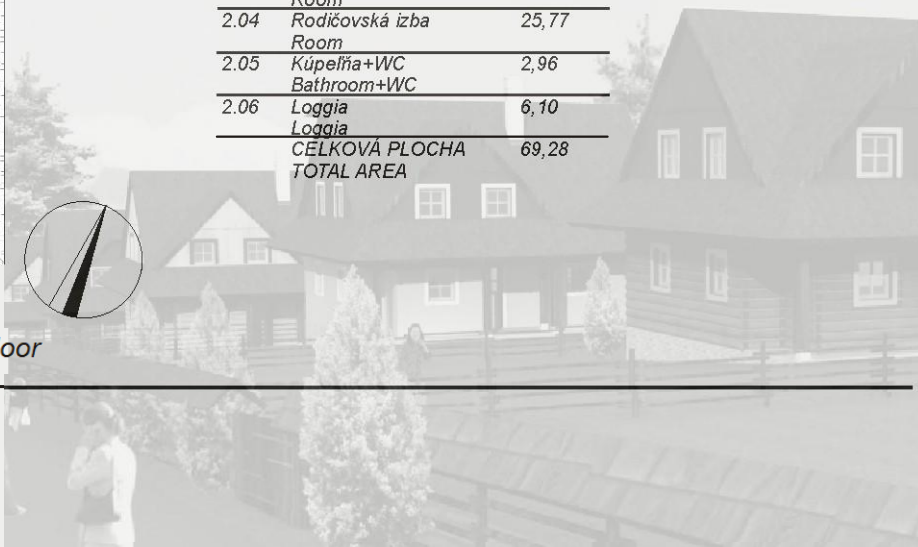 Room
2.04 Rodičovská izba 25,77
Room
2.05 Kúpeľňa+WC 2,96
Bathroom+WC
2.06 Loggia 6,10
Loggia
CELKOVÁ PLOCHA 69,28
TOTAL AREA
oor